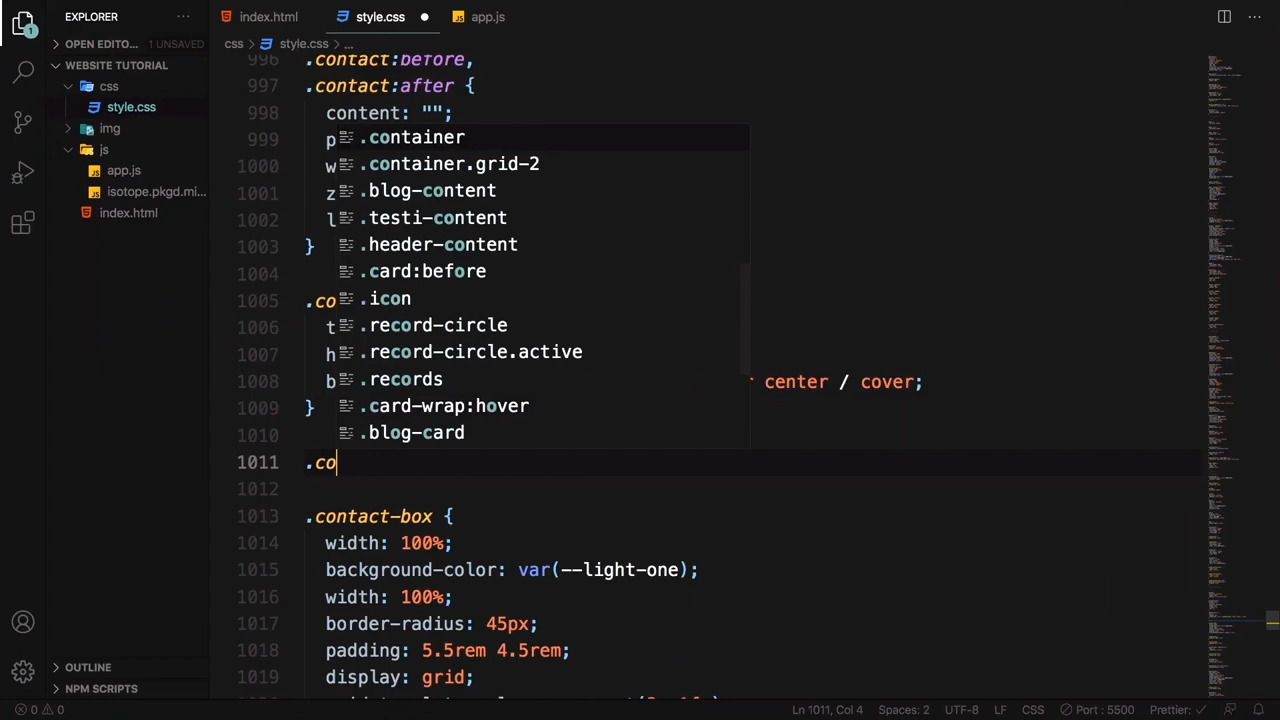 EXPLORER
index.html
style.css
app.js
OPEN EDITO... 1 UNSAVED
css
style.css
...
WEBSITE TUTORIAL
css
style.css
img
js
app.js
isotope.pkgd.mi...
index.html
996 .contact:before,
997 .contact:after {
998 content: "";
999 p
1000 w
1001 z
1002 l
1003 }
1004
1005 .co
1006 t
1007 h
1008 b center / cover;
1009 }
1010
1011 .co
1012
1013 .contact-box {
1014 width: 100%;
1015 background-color: var(--light-one);
1016 width: 100%;
1017 border-radius: 45px;
1018 padding: 5.5rem 4.5rem;
1019 display: grid;
.container
.container.grid-2
.blog-content
.testi-content
.header-content
.card:before
.icon
.record-circle
.record-circle.active
.records
.card-wrap:hover
.blog-card
OUTLINE
NPM SCRIPTS
1
0 0
Ln 1011, Col 4
Spaces: 2
UTF-8
LF
CSS
Port : 5500
Prettier: ✓